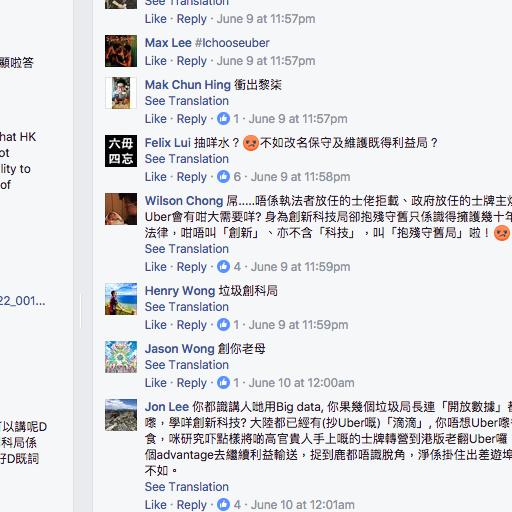 See Translation
Like · Reply · June 9 at 11:57pm
Max Lee #Ichooseuber
Like · Reply · June 9 at 11:57pm
Mak Chun Hing 衝出黎柒
See Translation
Like · Reply · 1 · June 9 at 11:57pm
六毋
四忘
Felix Lui 抽咩水？😡不如改名保守及維護既得利益局？
See Translation
Like · Reply · 6 · June 9 at 11:58pm
Wilson Chong 屌.....唔係執法者放任的士佬拒載、政府放任的士牌主
Uber會有咁大需要咩? 身為創新科技局卻抱殘守舊只係識得擁護幾十年
法律，咁唔叫「創新」、亦不含「科技」，叫「抱殘守舊局」啦！😡
See Translation
Like · Reply · 4 · June 9 at 11:59pm
Henry Wong 垃圾創科局
See Translation
Like · Reply · 1 · June 9 at 11:59pm
Jason Wong 創你老母
See Translation
Like · Reply · 1 · June 10 at 12:00am
Jon Lee 你都識講人哋用Big data, 你果幾個垃圾局長連「開放數據」都
嚟，學咩創新科技? 大陸都已經有(抄Uber嘅)「滴滴」, 你唔想Uber嚟
食，咪研究吓點樣將啲高官貴人手上嘅的士牌轉營到港版老翻Uber囉
個advantage去繼續利益輸送，捉到鹿都唔識脫角，淨係掛住出差遊埠
不如。
See Translation
Like · Reply · 4 · June 10 at 12:01am
顯啦答
hat HK
ot
lity to
of
22_001...
可以講呢D
科局係
好D既詞